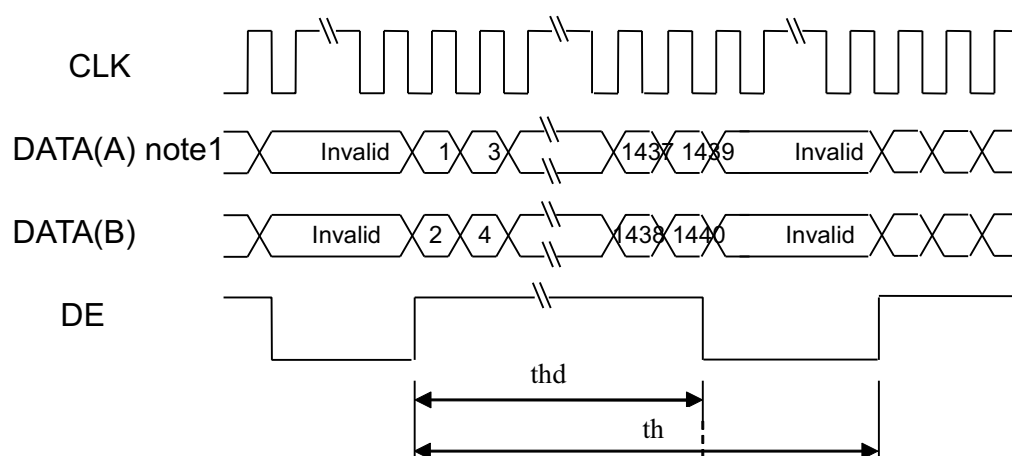 CLK
DATA(A) note1 Invalid 1 3 1437 1439 Invalid
DATA(B) Invalid 2 4 1438 1440 Invalid
DE
thd
th